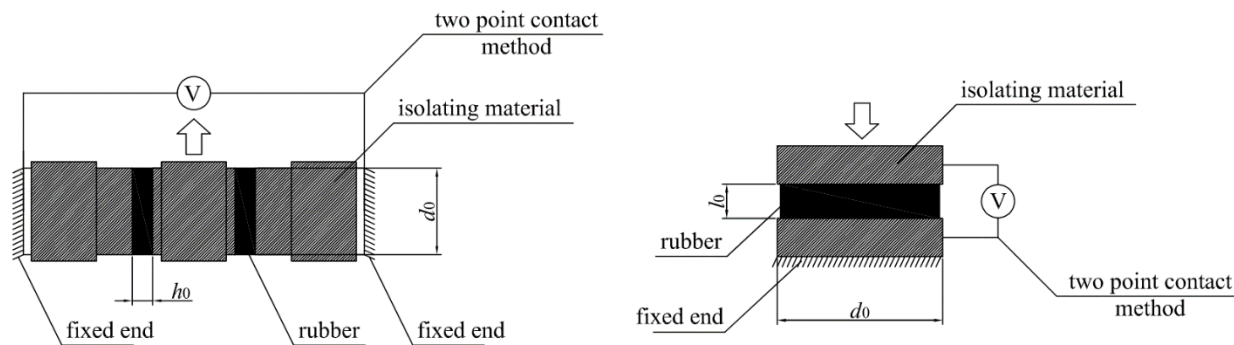 two point contact
method
V
isolating material
d0
h0
fixed end
rubber
fixed end
isolating material
l0
V
rubber
two point contact
method
fixed end
d0